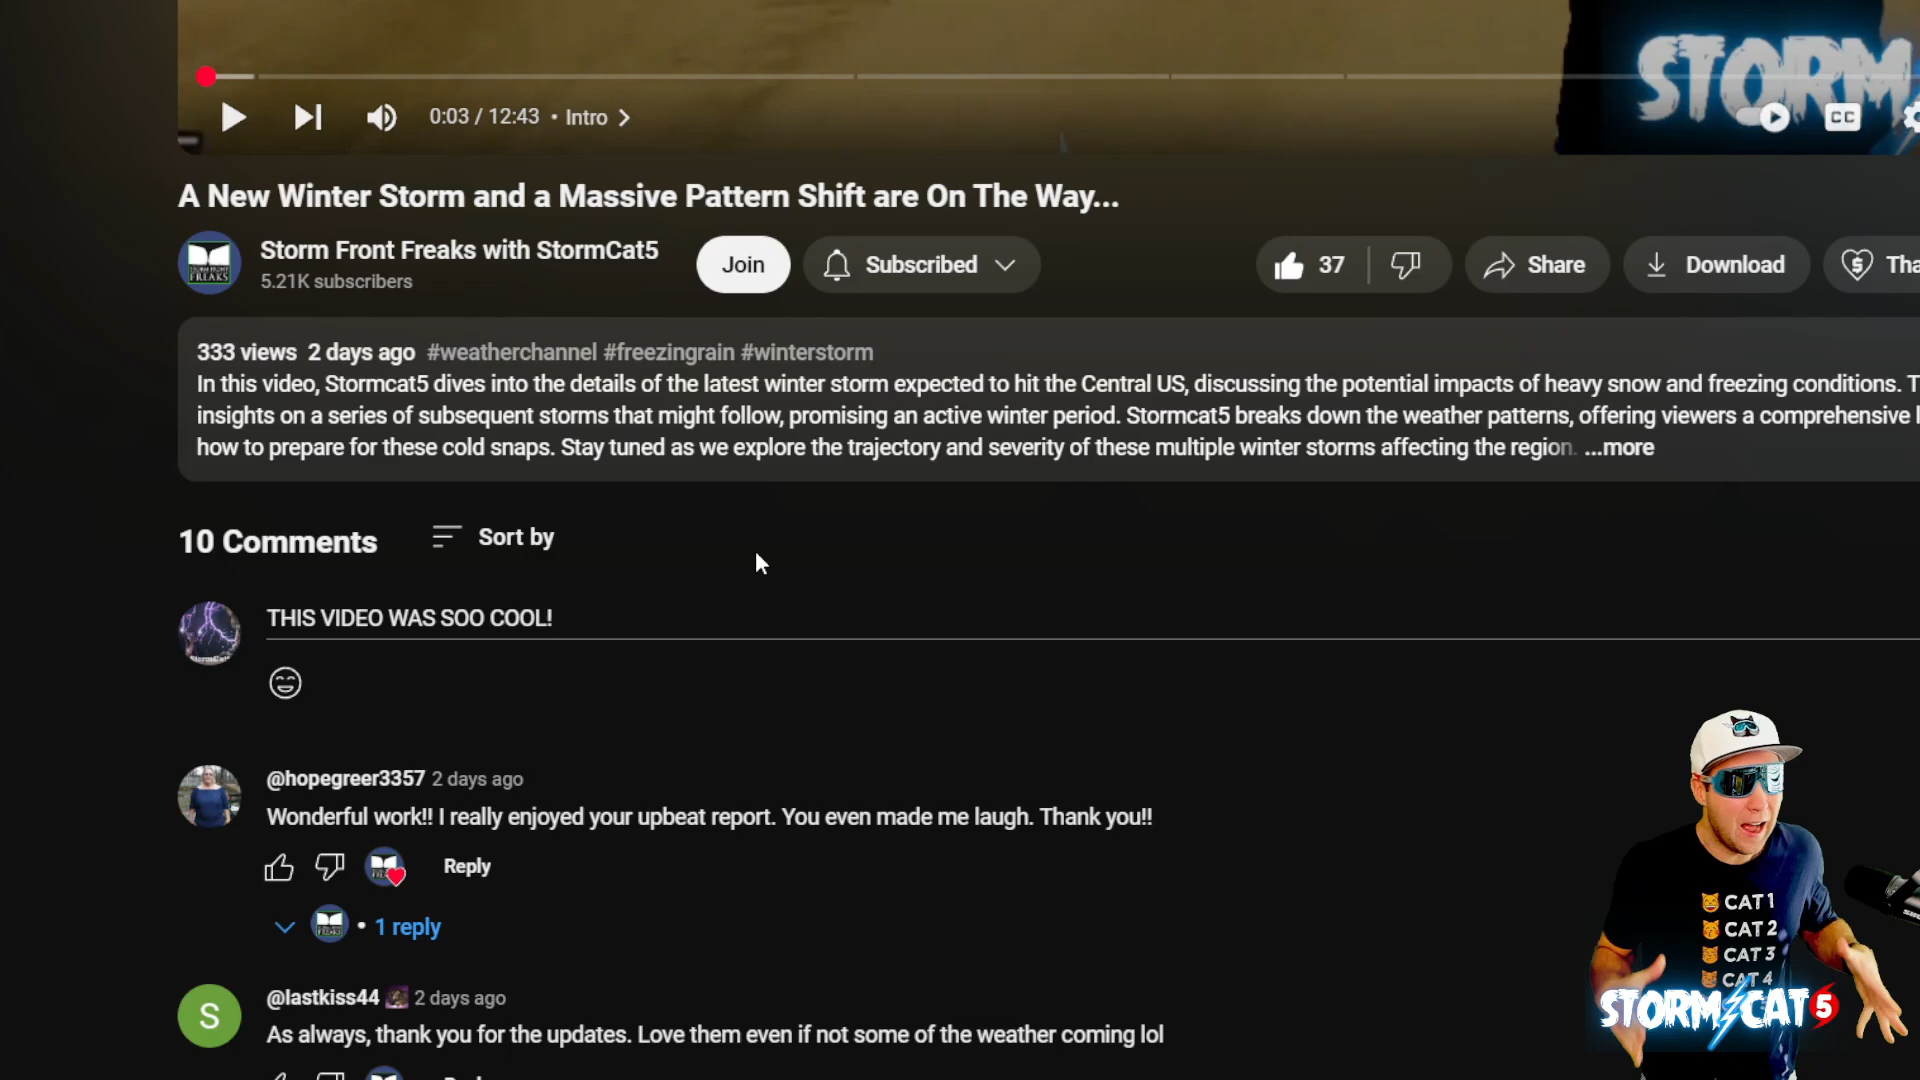 STORM
0:03 / 12:43 • Intro
CC
A New Winter Storm and a Massive Pattern Shift are On The Way...
Storm Front Freaks with StormCat5
5.21K subscribers
Join
Subscribed
37
Share
Download
Tha
333 views 2 days ago #weatherchannel #freezingrain #winterstorm
In this video, Stormcat5 dives into the details of the latest winter storm expected to hit the Central US, discussing the potential impacts of heavy snow and freezing conditions. T
insights on a series of subsequent storms that might follow, promising an active winter period. Stormcat5 breaks down the weather patterns, offering viewers a comprehensive l
how to prepare for these cold snaps. Stay tuned as we explore the trajectory and severity of these multiple winter storms affecting the region. ...more
10 Comments
Sort by
THIS VIDEO WAS SOO COOL!
@hopegreer3357 2 days ago
Wonderful work!! I really enjoyed your upbeat report. You even made me laugh. Thank you!!
Reply
• 1 reply
S
@lastkiss44 2 days ago
As always, thank you for the updates. Love them even if not some of the weather coming lol
CAT 1
CAT 2
CAT 3
CAT 4
STORM CAT 5